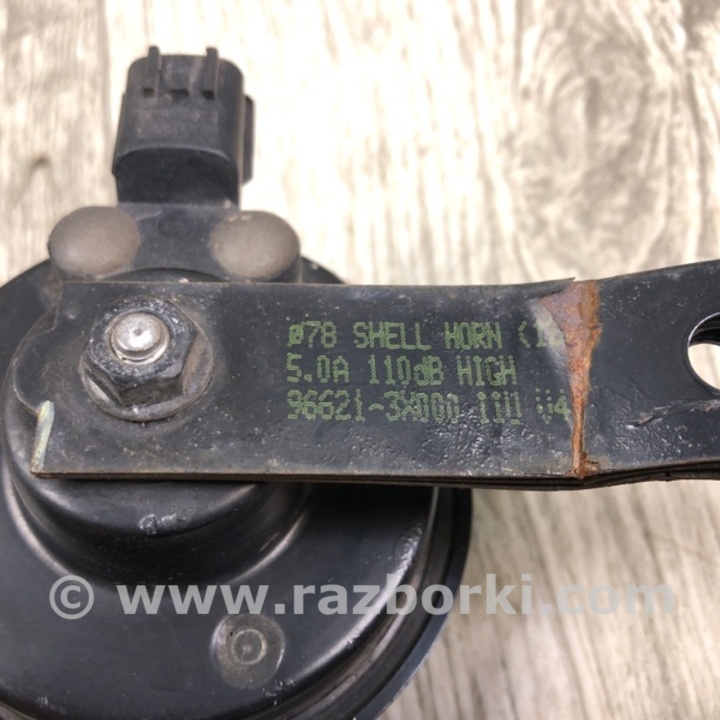 ø78 SHELL HORN
5.0A 110dB HIGH
96621-3X000
© www.razborki.com